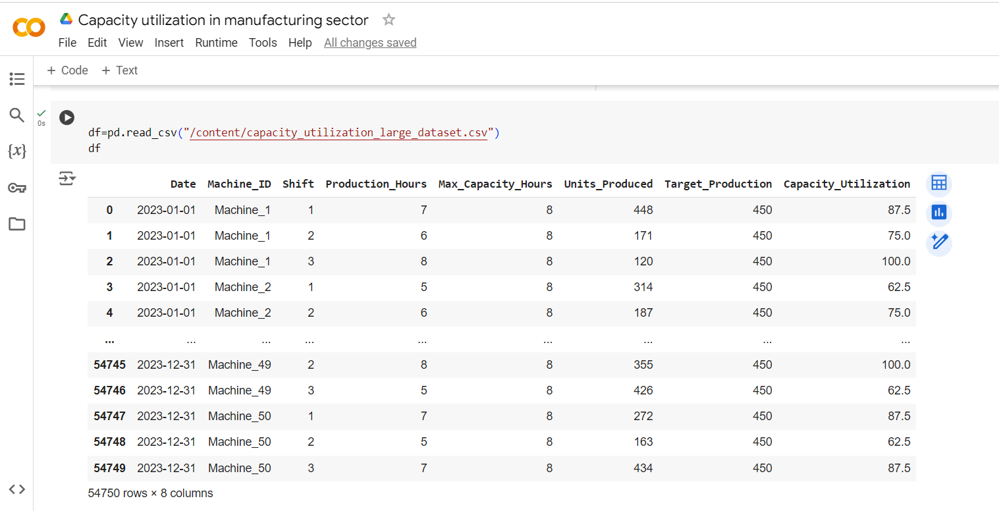 Capacity utilization in manufacturing sector
File Edit View Insert Runtime Tools Help All changes saved
+ Code + Text
{x}
0s
df=pd.read_csv("/content/capacity_utilization_large_dataset.csv")
df
Date Machine_ID Shift Production_Hours Max_Capacity_Hours Units_Produced Target_Production Capacity_Utilization
0 2023-01-01 Machine_1 1 7 8 448 450 87.5
1 2023-01-01 Machine_1 2 6 8 171 450 75.0
2 2023-01-01 Machine_1 3 8 8 120 450 100.0
3 2023-01-01 Machine_2 1 5 8 314 450 62.5
4 2023-01-01 Machine_2 2 6 8 187 450 75.0
... ... ... ... ... ... ... ... ...
54745 2023-12-31 Machine_49 2 8 8 355 450 100.0
54746 2023-12-31 Machine_49 3 5 8 426 450 62.5
54747 2023-12-31 Machine_50 1 7 8 272 450 87.5
54748 2023-12-31 Machine_50 2 5 8 163 450 62.5
54749 2023-12-31 Machine_50 3 7 8 434 450 87.5
54750 rows × 8 columns